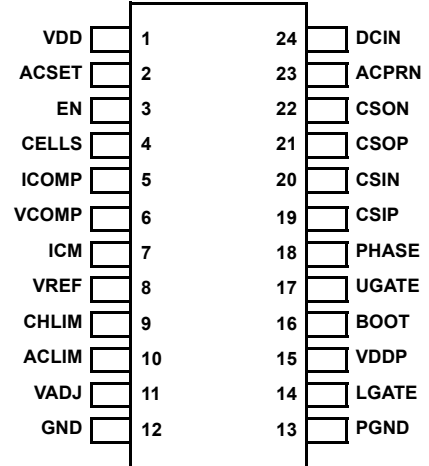 VDD 1 24 DCIN
ACSET 2 23 ACPRN
EN 3 22 CSON
CELLS 4 21 CSOP
ICOMP 5 20 CSIN
VCOMP 6 19 CSIP
ICM 7 18 PHASE
VREF 8 17 UGATE
CHLIM 9 16 BOOT
ACLIM 10 15 VDDP
VADJ 11 14 LGATE
GND 12 13 PGND